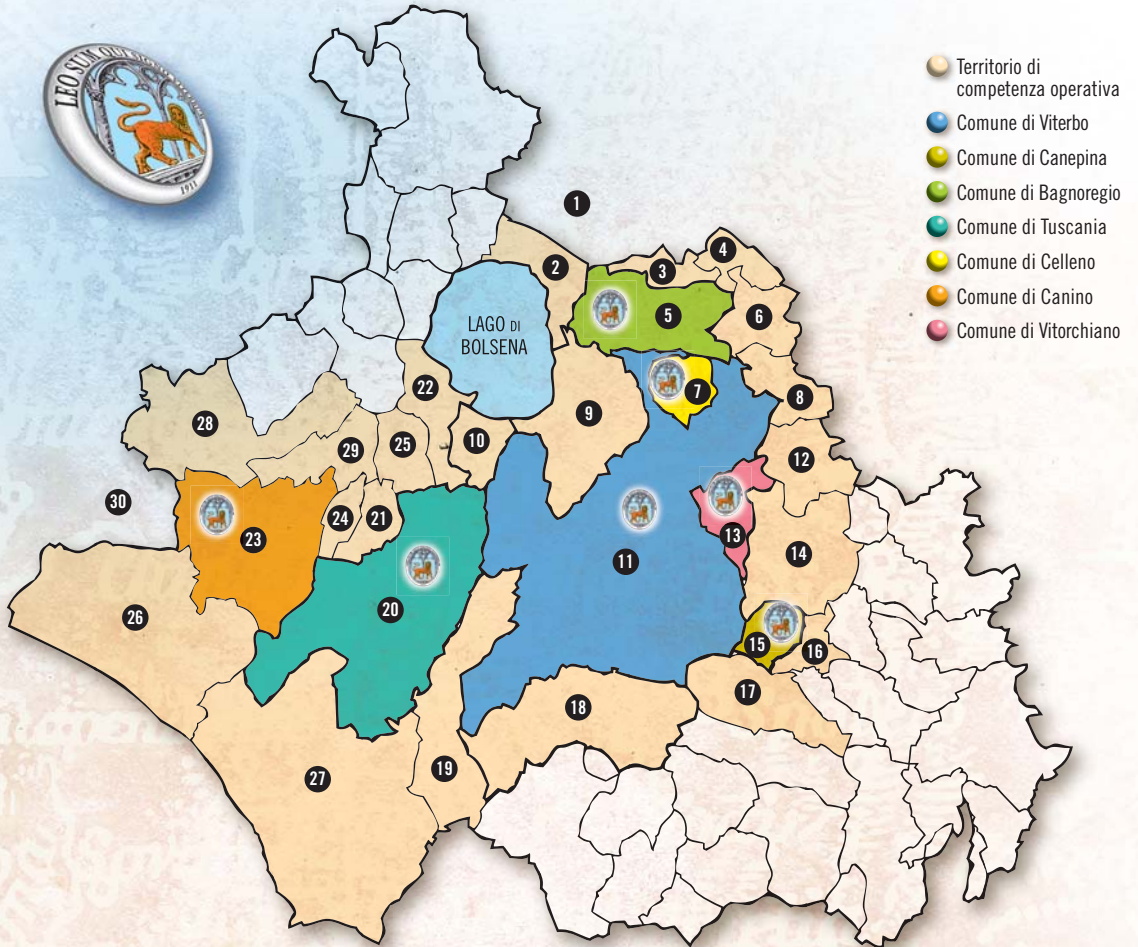 LEO SUM
1911
Territorio di
competenza operativa
Comune di Viterbo
Comune di Canepina
Comune di Bagnoregio
Comune di Tuscania
Comune di Celleno
Comune di Canino
Comune di Vitorchiano
1
2
3
4
5
6
LAGO DI
BOLSENA
7
8
9
10
22
28
29
25
12
30
23
24
21
13
11
14
26
20
15
16
17
18
19
27